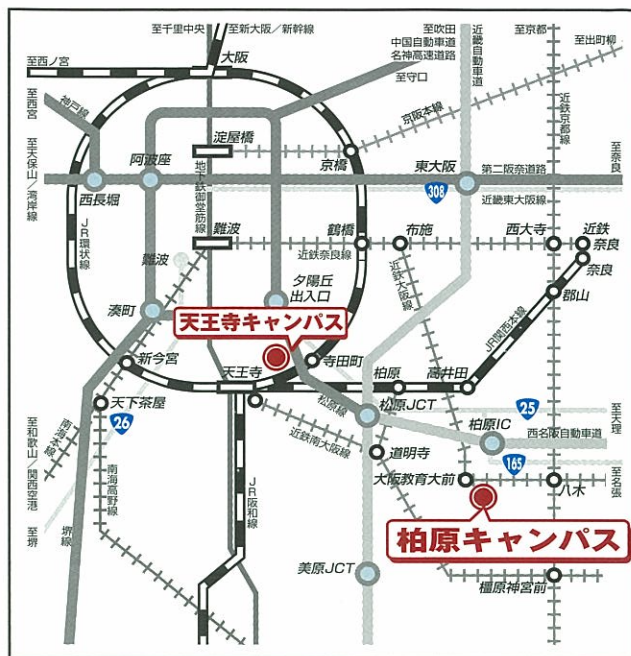 至千里中央
至新大阪／新幹線
至吹田
近畿自動車道
至京都
至西ノ宮
大阪
中国自動車道
名神高速道路
至出町柳
至守口
至西宮
神戸線
京阪本線
近鉄京都線
淀屋橋
京橋
至天保山／湾岸線
阿波座
東大阪
第二阪奈道路
至奈良
西長堀
地下鉄御堂筋線
308
近畿東大阪線
JR環状線
難波
鶴橋
布施
西大寺
近鉄
奈良
近鉄奈良線
難波
奈良
夕陽丘
出入口
近鉄大阪線
郡山
湊町
天王寺キャンパス
JR関西本線
新今宮
寺田町
天王寺
柏原
高井田
天下茶屋
松原線
松原JCT
25
至天理
26
柏原IC
近鉄南大阪線
西名阪自動車道
至和歌山／関西空港
南海本線
道明寺
165
大阪教育大前
八木
至名張
南海高野線
JR阪和線
至堺
堺線
柏原キャンパス
美原JCT
橿原神宮前